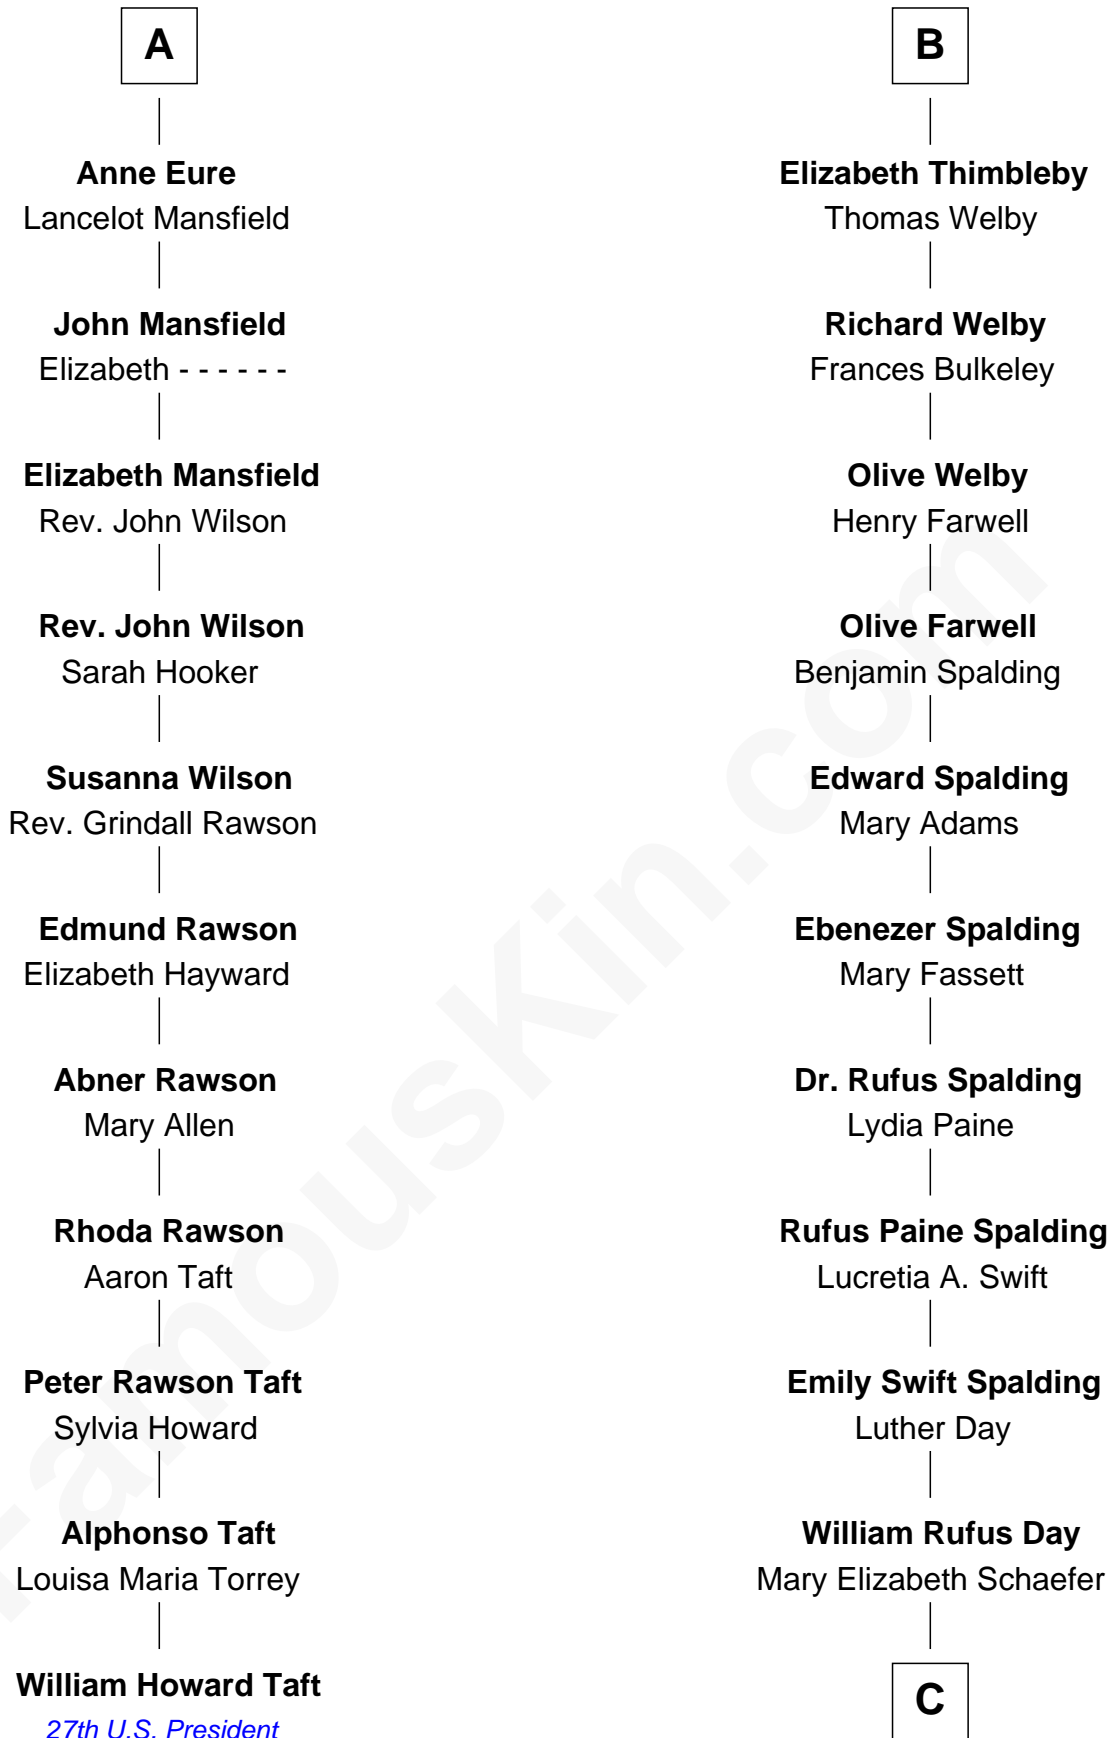 A
Anne Eure
Lancelot Mansfield
John Mansfield
Elizabeth - - - - - -
Elizabeth Mansfield
Rev. John Wilson
Rev. John Wilson
Sarah Hooker
Susanna Wilson
Rev. Grindall Rawson
Edmund Rawson
Elizabeth Hayward
Abner Rawson
Mary Allen
Rhoda Rawson
Aaron Taft
Peter Rawson Taft
Sylvia Howard
Alphonso Taft
Louisa Maria Torrey
William Howard Taft
27th U.S. President
B
Elizabeth Thimbleby
Thomas Welby
Richard Welby
Frances Bulkeley
Olive Welby
Henry Farwell
Olive Farwell
Benjamin Spalding
Edward Spalding
Mary Adams
Ebenezer Spalding
Mary Fassett
Dr. Rufus Spalding
Lydia Paine
Rufus Paine Spalding
Lucretia A. Swift
Emily Swift Spalding
Luther Day
William Rufus Day
Mary Elizabeth Schaefer
C
FamousKin.com